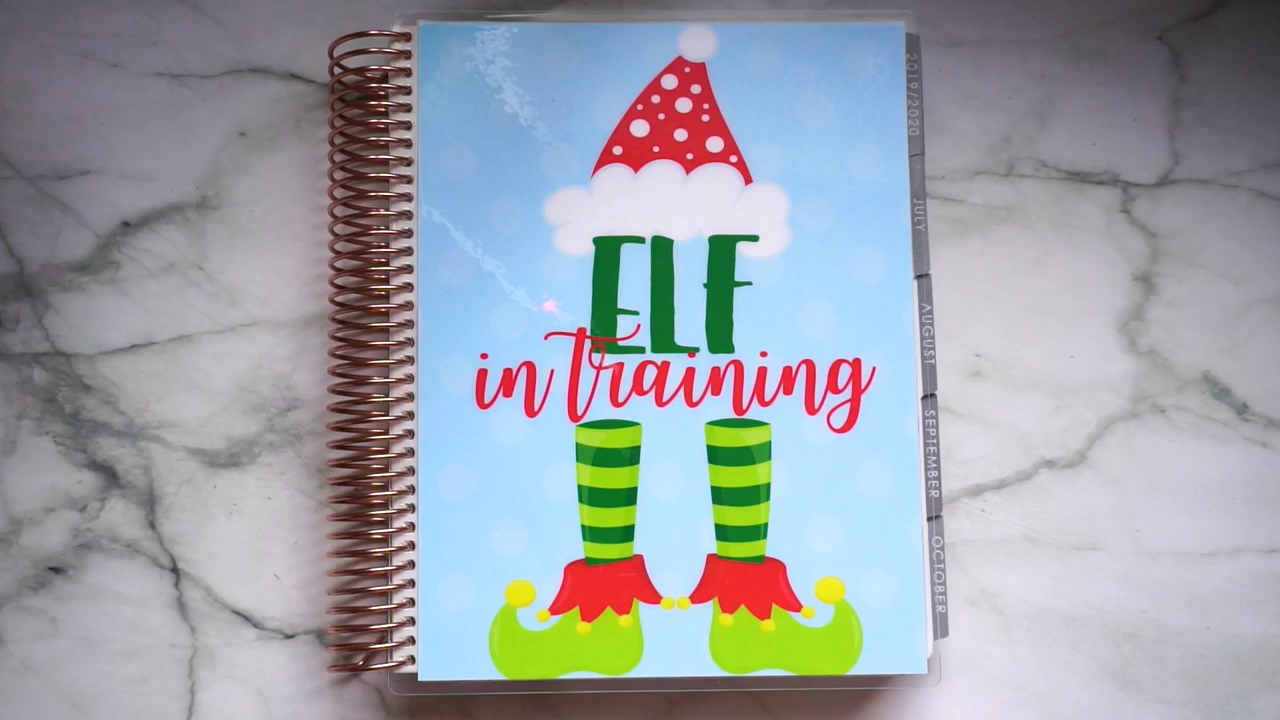 ELF
in training
2019/2020
JULY
AUGUST
SEPTEMBER
OCTOBER